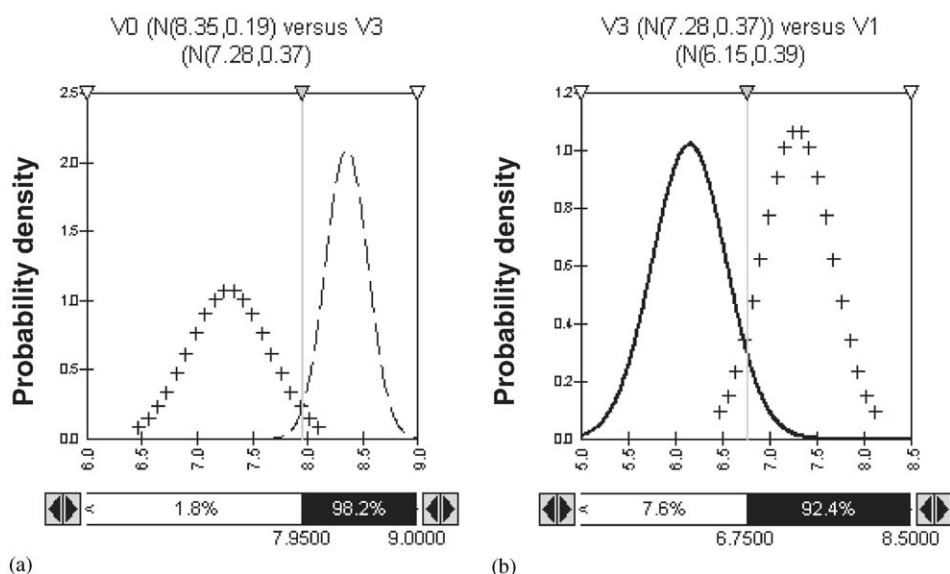 V0 (N(8.35,0.19) versus V3
(N(7.28,0.37)
Probability density
2.5
2.0
1.5
1.0
0.5
0.0
6.0 6.5 7.0 7.5 8.0 8.5 9.0
< 1.8% 98.2%
7.9500 9.0000
(a)
V3 (N(7.28,0.37)) versus V1
(N(6.15,0.39)
Probability density
1.2
1.0
0.8
0.6
0.4
0.2
0.0
5.0 5.5 6.0 6.5 7.0 7.5 8.0 8.5
< 7.6% 92.4%
6.7500 8.5000
(b)